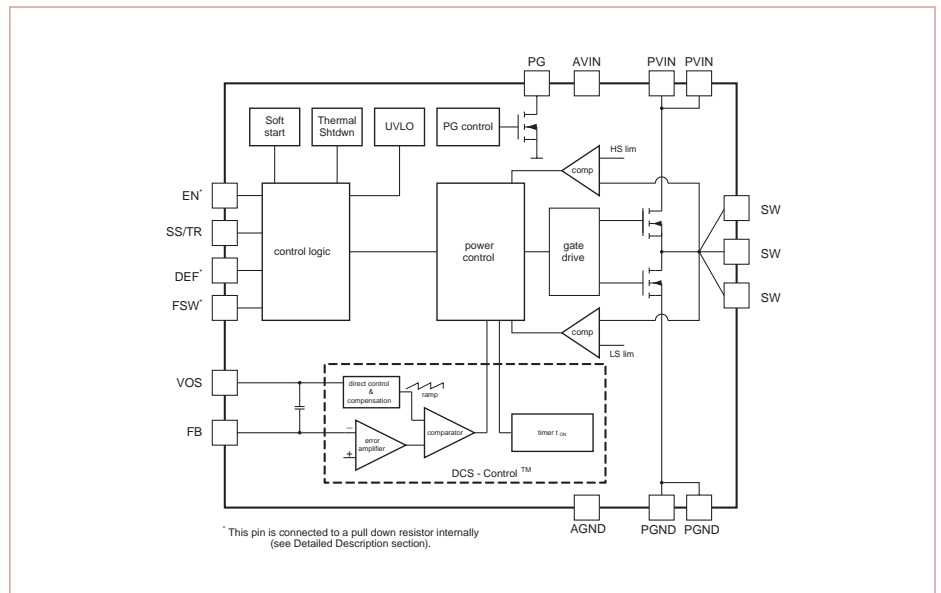 PG AVIN PVIN PVIN
Soft
start
Thermal
Shtdwn
UVLO
PG control
HS lim
comp
EN*
SS/TR
DEF*
FSW*
control logic
power
control
gate
drive
SW
SW
SW
comp
LS lim
VOS
FB
direct control
&
compensation
ramp
−
+
error
amplifier
comparator
timer t ON
DCS - Control TM
AGND PGND PGND
* This pin is connected to a pull down resistor internally
(see Detailed Description section).